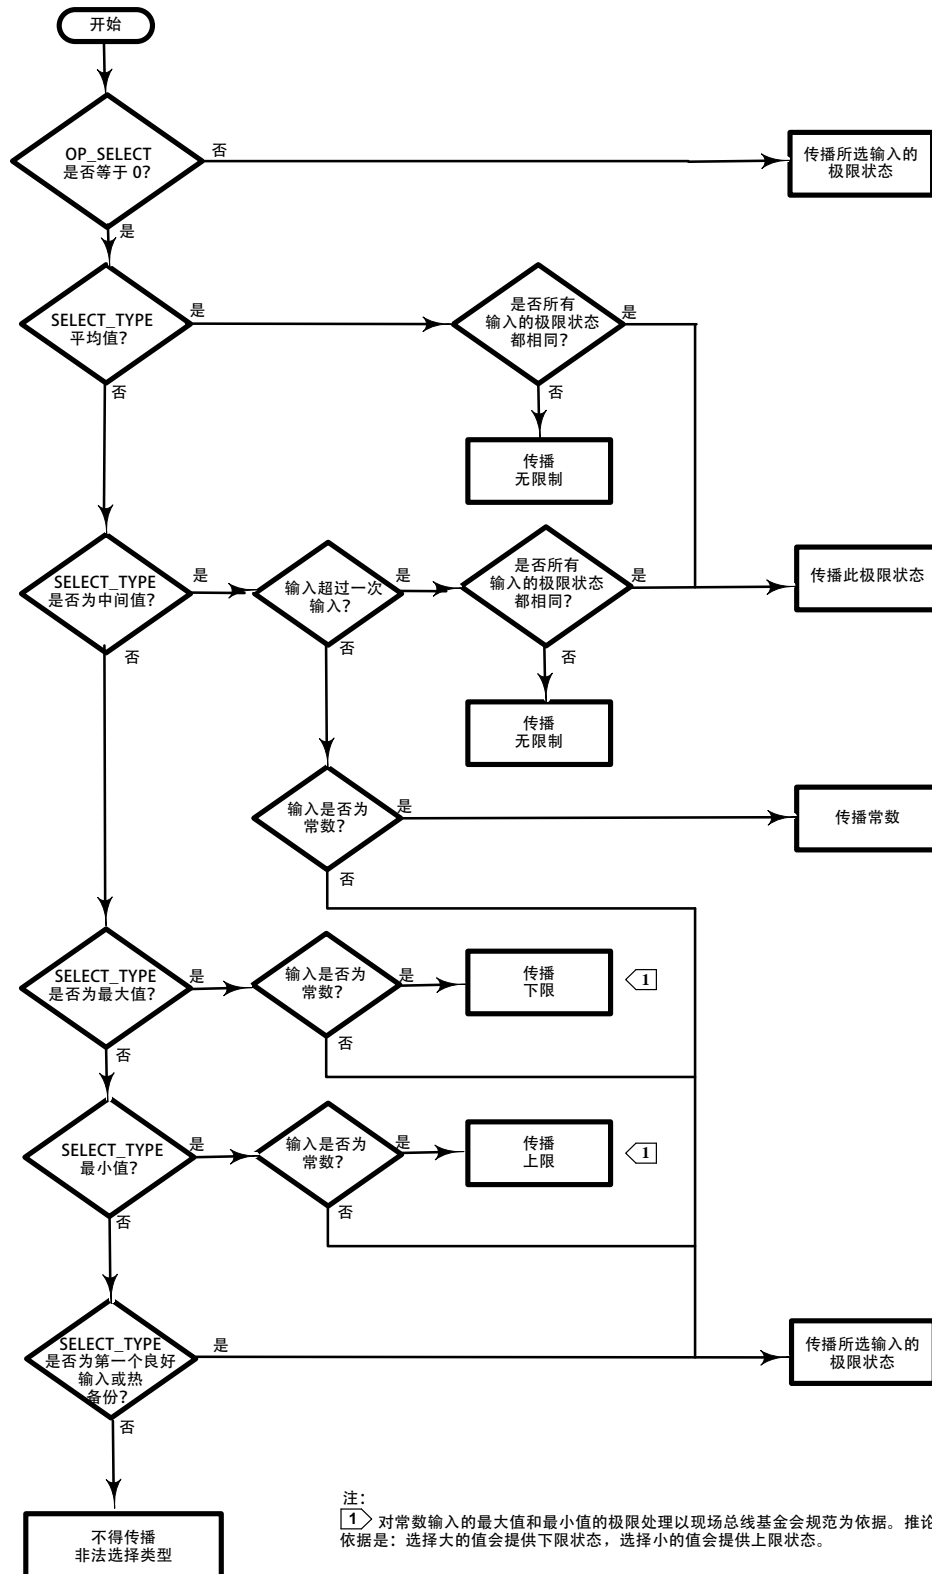 开始
OP_SELECT
是否等于 0?
否
传播所选输入的
极限状态
是
SELECT_TYPE
平均值?
是
是否所有
输入的极限状态
都相同?
是
否
否
传播
无限制
SELECT_TYPE
是否为中间值?
是
输入超过一次
输入?
是
是否所有
输入的极限状态
都相同?
是
传播此极限状态
否
否
否
传播
无限制
输入是否为
常数?
是
传播常数
否
SELECT_TYPE
是否为最大值?
是
输入是否为
常数?
是
传播
下限
1
否
否
SELECT_TYPE
最小值?
是
输入是否为
常数?
是
传播
上限
1
否
否
SELECT_TYPE
是否为第一个良好
输入或热
备份?
是
传播所选输入的
极限状态
否
不得传播
非法选择类型
注:
1 对常数输入的最大值和最小值的极限处理以现场总线基金会规范为依据。推论
依据是: 选择大的值会提供下限状态, 选择小的值会提供上限状态。